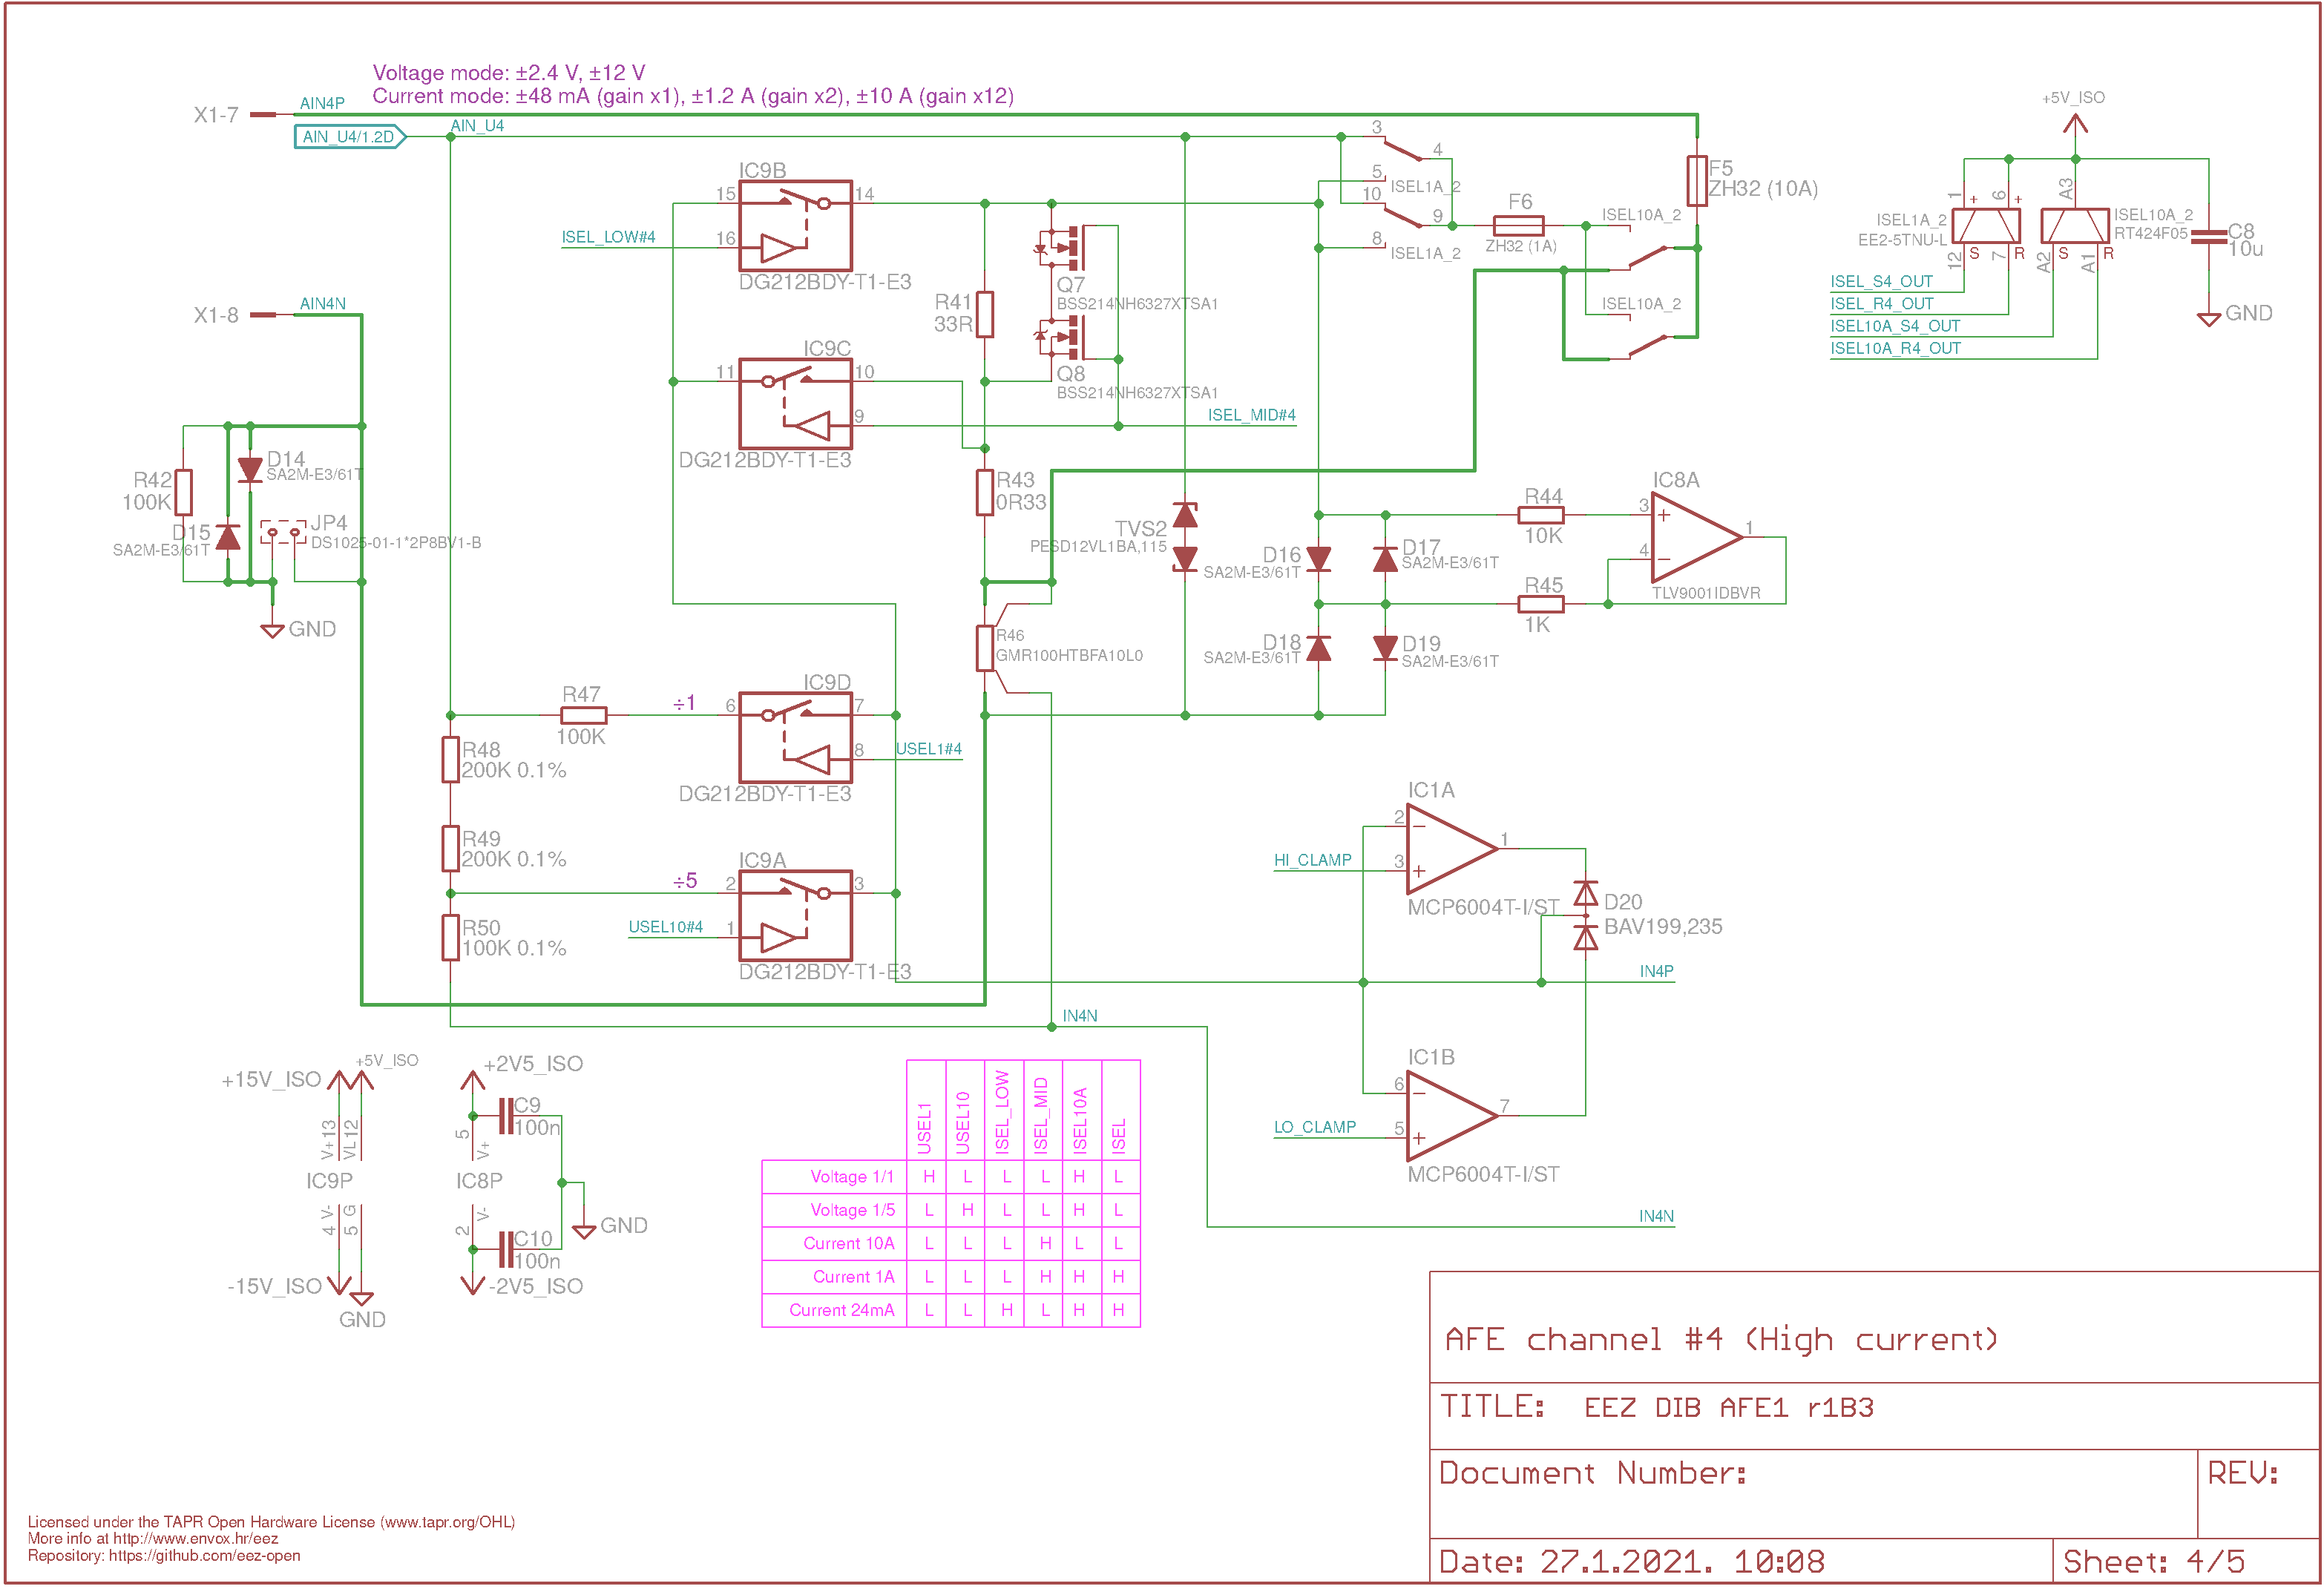 Voltage mode: ±2.4 V, ±12 V
Current mode: ±48 mA (gain x1), ±1.2 A (gain x2), ±10 A (gain x12)
X1-7
AIN4P
AIN_U4/1.2D
AIN_U4
IC9B
15
14
16
ISEL_LOW#4
DG212BDY-T1-E3
X1-8
AIN4N
R41
33R
Q7
BSS214NH6327XTSA1
Q8
BSS214NH6327XTSA1
IC9C
11
10
9
ISEL_MID#4
DG212BDY-T1-E3
3
4
5
ISEL1A_2
10
9
8
ISEL1A_2
F6
ZH32 (1A)
ISEL10A_2
ISEL10A_2
F5
ZH32 (10A)
+5V_ISO
1
+
6
+
A3
ISEL1A_2
EE2-5TNU-L
ISEL10A_2
RT424F05
12
S
7
R
A2
S
A1
R
C8
10u
GND
ISEL_S4_OUT
ISEL_R4_OUT
ISEL10A_S4_OUT
ISEL10A_R4_OUT
R42
100K
D14
SA2M-E3/61T
D15
SA2M-E3/61T
JP4
DS1025-01-1*2P8BV1-B
GND
R43
0R33
TVS2
PESD12VL1BA,115
D16
SA2M-E3/61T
D17
SA2M-E3/61T
D18
SA2M-E3/61T
D19
SA2M-E3/61T
R44
10K
R45
1K
IC8A
3
+
4
−
1
TLV9001IDBVR
R46
GMR100HTBFA10L0
R47
100K
÷1
IC9D
6
7
8
USEL1#4
DG212BDY-T1-E3
R48
200K 0.1%
R49
200K 0.1%
÷5
IC9A
2
3
1
USEL10#4
DG212BDY-T1-E3
R50
100K 0.1%
IC1A
2
−
3
+
1
HI_CLAMP
MCP6004T-I/ST
D20
BAV199,235
IN4P
IN4N
IC1B
6
−
5
+
7
LO_CLAMP
MCP6004T-I/ST
IN4N
+15V_ISO
+5V_ISO
V+
13
VL
12
IC9P
4
V-
5
G
-15V_ISO
GND
+2V5_ISO
C9
100n
5
V+
IC8P
2
V-
C10
100n
-2V5_ISO
GND
USEL1 USEL10 ISEL_LOW ISEL_MID ISEL10A ISEL
Voltage 1/1 H L L L H L
Voltage 1/5 L H L L H L
Current 10A L L L H L L
Current 1A L L L H H H
Current 24mA L L H L H H
AFE channel #4 (High current)
TITLE: EEZ DIB AFE1 r1B3
Document Number:
REV:
Date: 27.1.2021. 10:08
Sheet: 4/5
Licensed under the TAPR Open Hardware License (www.tapr.org/OHL)
More info at http://www.envox.hr/eez
Repository: https://github.com/eez-open